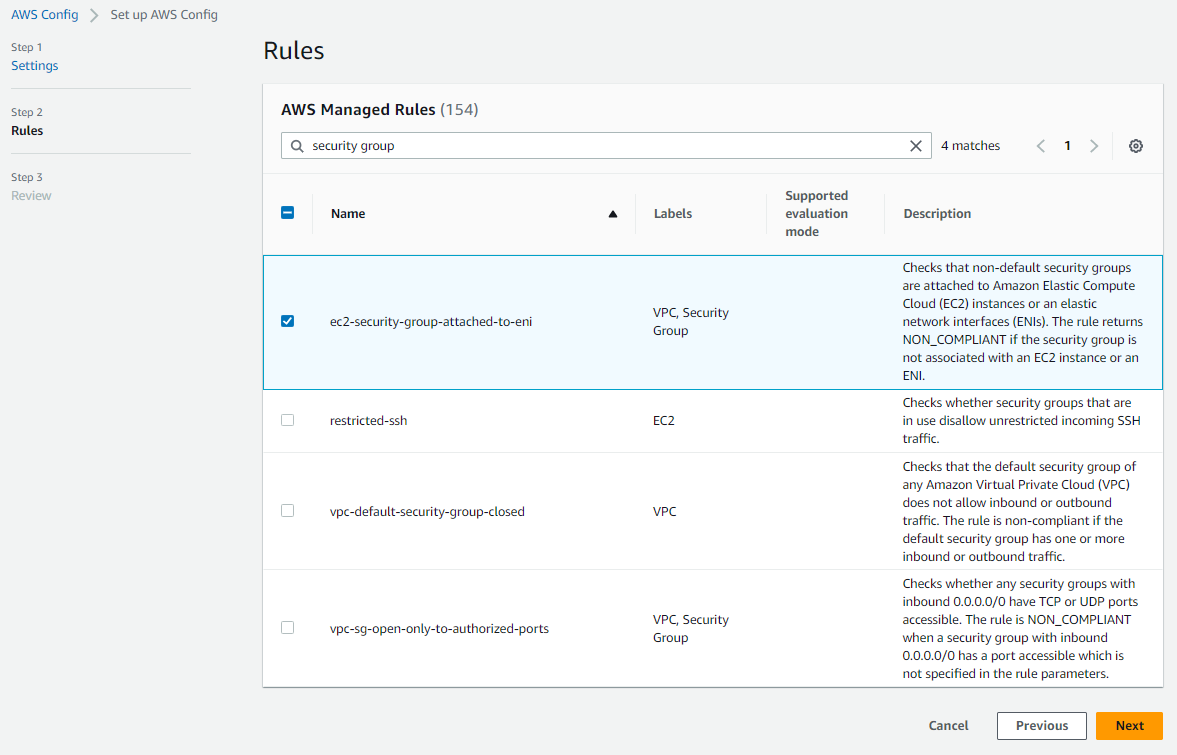 AWS Config > Set up AWS Config
Step 1
Settings
Step 2
Rules
Step 3
Review
Rules
AWS Managed Rules (154)
security group
4 matches
1
Name
Labels
Supported
evaluation
mode
Description
ec2-security-group-attached-to-eni
VPC, Security
Group
Checks that non-default security groups
are attached to Amazon Elastic Compute
Cloud (EC2) instances or an elastic
network interfaces (ENIs). The rule returns
NON_COMPLIANT if the security group is
not associated with an EC2 instance or an
ENI.
restricted-ssh
EC2
Checks whether security groups that are
in use disallow unrestricted incoming SSH
traffic.
vpc-default-security-group-closed
VPC
Checks that the default security group of
any Amazon Virtual Private Cloud (VPC)
does not allow inbound or outbound
traffic. The rule is non-compliant if the
default security group has one or more
inbound or outbound traffic.
vpc-sg-open-only-to-authorized-ports
VPC, Security
Group
Checks whether any security groups with
inbound 0.0.0.0/0 have TCP or UDP ports
accessible. The rule is NON_COMPLIANT
when a security group with inbound
0.0.0.0/0 has a port accessible which is
not specified in the rule parameters.
Cancel
Previous
Next